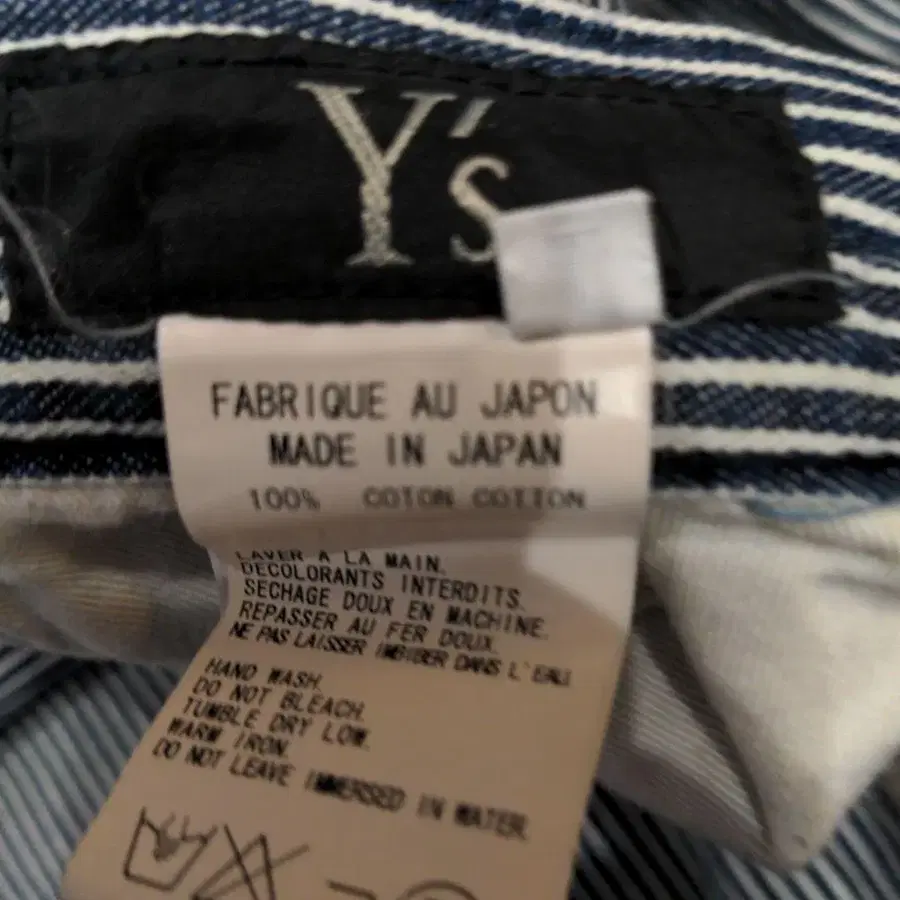 Y's
FABRIQUE AU JAPON
MADE IN JAPAN
100% COTON COTTON
LAVER A LA MAIN.
DECOLORANTS INTERDITS.
SECHAGE DOUX EN MACHINE.
REPASSER AU FER DOUX.
NE PAS LAISSER IMBIBER DANS L'EAU.
HAND WASH.
DO NOT BLEACH.
TUMBLE DRY LOW.
WARM IRON.
DO NOT LEAVE IMMERSED IN WATER.